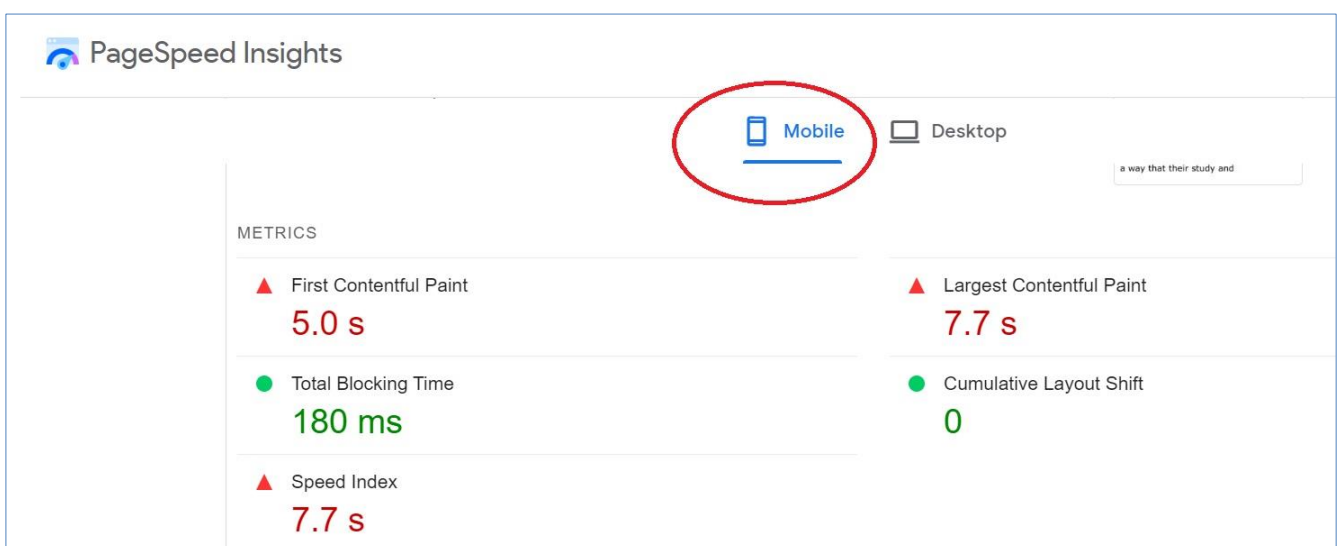 PageSpeed Insights
Mobile Desktop
a way that their study and
METRICS
First Contentful Paint
5.0 s
Largest Contentful Paint
7.7 s
Total Blocking Time
180 ms
Cumulative Layout Shift
0
Speed Index
7.7 s